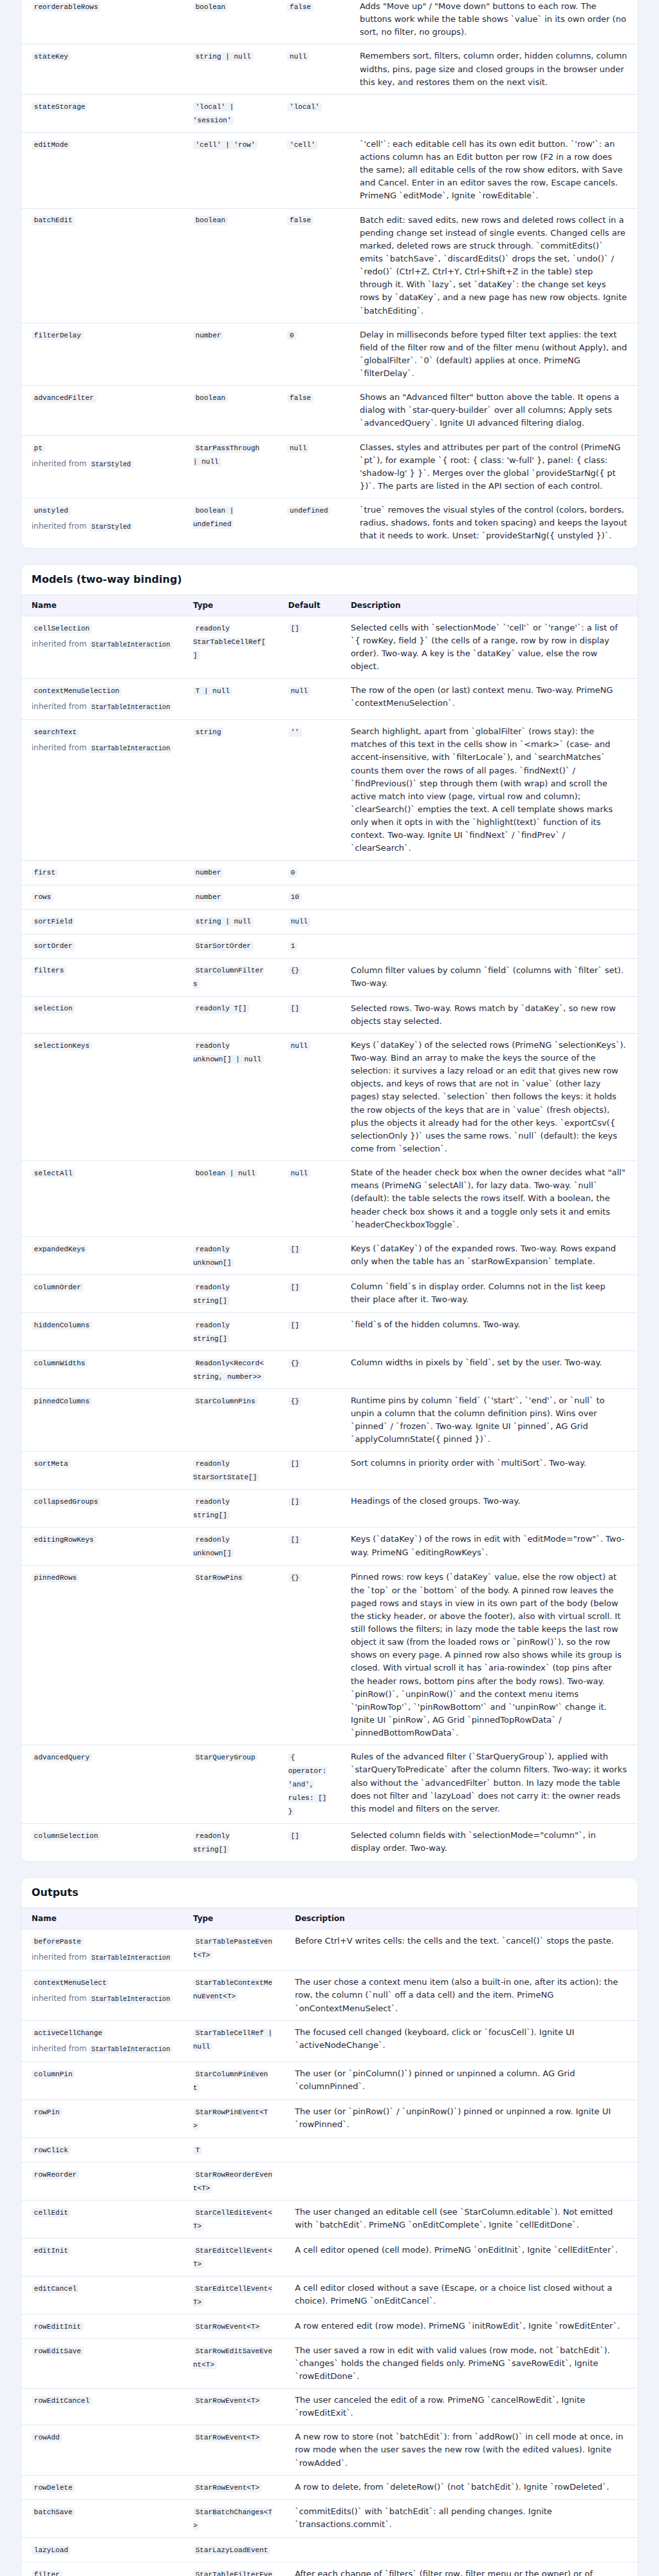 reorderableRows boolean false Adds "Move up" / "Move down" buttons to each row. The
buttons work while the table shows `value` in its own order (no
sort, no filter, no groups).
stateKey string | null null Remembers sort, filters, column order, hidden columns, column
widths, pins, page size and closed groups in the browser under
this key, and restores them on the next visit.
stateStorage 'local' | 'local'
'session'
editMode 'cell' | 'row' 'cell' `'cell'`: each editable cell has its own edit button. `'row'`: an
actions column has an Edit button per row (F2 in a row does
the same); all editable cells of the row show editors, with Save
and Cancel. Enter in an editor saves the row, Escape cancels.
PrimeNG `editMode`, Ignite `rowEditable`.
batchEdit boolean false Batch edit: saved edits, new rows and deleted rows collect in a
pending change set instead of single events. Changed cells are
marked, deleted rows are struck through. `commitEdits()`
emits `batchSave`, `discardEdits()` drops the set, `undo()` /
`redo()` (Ctrl+Z, Ctrl+Y, Ctrl+Shift+Z in the table) step
through it. With `lazy`, set `dataKey`: the change set keys
rows by `dataKey`, and a new page has new row objects. Ignite
`batchEditing`.
filterDelay number 0 Delay in milliseconds before typed filter text applies: the text
field of the filter row and of the filter menu (without Apply), and
`globalFilter`. `0` (default) applies at once. PrimeNG
`filterDelay`.
advancedFilter boolean false Shows an "Advanced filter" button above the table. It opens a
dialog with `star-query-builder` over all columns; Apply sets
`advancedQuery`. Ignite UI advanced filtering dialog.
pt StarPassThrough null Classes, styles and attributes per part of the control (PrimeNG
inherited from StarStyled | null `pt`), for example `{ root: { class: 'w-full' }, panel: { class:
'shadow-lg' } }`. Merges over the global `provideStarNg({ pt
})`. The parts are listed in the API section of each control.
unstyled boolean | undefined `true` removes the visual styles of the control (colors, borders,
inherited from StarStyled undefined radius, shadows, fonts and token spacing) and keeps the layout
that it needs to work. Unset: `provideStarNg({ unstyled })`.
Models (two-way binding)
Name Type Default Description
cellSelection readonly [] Selected cells with `selectionMode` `'cell'` or `'range'`: a list of
inherited from StarTableInteraction StarTableCellRef[ `{ rowKey, field }` (the cells of a range, row by row in display
] order). Two-way. A key is the `dataKey` value, else the row
object.
contextMenuSelection T | null null The row of the open (or last) context menu. Two-way. PrimeNG
inherited from StarTableInteraction `contextMenuSelection`.
searchText string '' Search highlight, apart from `globalFilter` (rows stay): the
inherited from StarTableInteraction matches of this text in the cells show in `<mark>` (case- and
accent-insensitive, with `filterLocale`), and `searchMatches`
counts them over the rows of all pages. `findNext()` /
`findPrevious()` step through them (with wrap) and scroll the
active match into view (page, virtual row and column);
`clearSearch()` empties the text. A cell template shows marks
only when it opts in with the `highlight(text)` function of its
context. Two-way. Ignite UI `findNext` / `findPrev` /
`clearSearch`.
first number 0
rows number 10
sortField string | null null
sortOrder StarSortOrder 1
filters StarColumnFilter {} Column filter values by column `field` (columns with `filter` set).
s Two-way.
selection readonly T[] [] Selected rows. Two-way. Rows match by `dataKey`, so new row
objects stay selected.
selectionKeys readonly null Keys (`dataKey`) of the selected rows (PrimeNG `selectionKeys`).
unknown[] | null Two-way. Bind an array to make the keys the source of the
selection: it survives a lazy reload or an edit that gives new row
objects, and keys of rows that are not in `value` (other lazy
pages) stay selected. `selection` then follows the keys: it holds
the row objects of the keys that are in `value` (fresh objects),
plus the objects it already had for the other keys. `exportCsv({
selectionOnly })` uses the same rows. `null` (default): the keys
come from `selection`.
selectAll boolean | null null State of the header check box when the owner decides what "all"
means (PrimeNG `selectAll`), for lazy data. Two-way. `null`
(default): the table selects the rows itself. With a boolean, the
header check box shows it and a toggle only sets it and emits
`headerCheckboxToggle`.
expandedKeys readonly [] Keys (`dataKey`) of the expanded rows. Two-way. Rows expand
unknown[] only when the table has an `starRowExpansion` template.
columnOrder readonly [] Column `field`s in display order. Columns not in the list keep
string[] their place after it. Two-way.
hiddenColumns readonly [] `field`s of the hidden columns. Two-way.
string[]
columnWidths Readonly<Record< {} Column widths in pixels by `field`, set by the user. Two-way.
string, number>>
pinnedColumns StarColumnPins {} Runtime pins by column `field` (`'start'`, `'end'`, or `null` to
unpin a column that the column definition pins). Wins over
`pinned` / `frozen`. Two-way. Ignite UI `pinned`, AG Grid
`applyColumnState({ pinned })`.
sortMeta readonly [] Sort columns in priority order with `multiSort`. Two-way.
StarSortState[]
collapsedGroups readonly [] Headings of the closed groups. Two-way.
string[]
editingRowKeys readonly [] Keys (`dataKey`) of the rows in edit with `editMode="row"`. Two-
unknown[] way. PrimeNG `editingRowKeys`.
pinnedRows StarRowPins {} Pinned rows: row keys (`dataKey` value, else the row object) at
the `top` or the `bottom` of the body. A pinned row leaves the
paged rows and stays in view in its own part of the body (below
the sticky header, or above the footer), also with virtual scroll. It
still follows the filters; in lazy mode the table keeps the last row
object it saw (from the loaded rows or `pinRow()`), so the row
shows on every page. A pinned row also shows while its group is
closed. With virtual scroll it has `aria-rowindex` (top pins after
the header rows, bottom pins after the body rows). Two-way.
`pinRow()`, `unpinRow()` and the context menu items
`'pinRowTop'`, `'pinRowBottom'` and `'unpinRow'` change it.
Ignite UI `pinRow`, AG Grid `pinnedTopRowData` /
`pinnedBottomRowData`.
advancedQuery StarQueryGroup { Rules of the advanced filter (`StarQueryGroup`), applied with
operator: `starQueryToPredicate` after the column filters. Two-way; it works
'and', also without the `advancedFilter` button. In lazy mode the table
rules: [] does not filter and `lazyLoad` does not carry it: the owner reads
} this model and filters on the server.
columnSelection readonly [] Selected column fields with `selectionMode="column"`, in
string[] display order. Two-way.
Outputs
Name Type Description
beforePaste StarTablePasteEven Before Ctrl+V writes cells: the cells and the text. `cancel()` stops the paste.
inherited from StarTableInteraction t<T>
contextMenuSelect StarTableContextMe The user chose a context menu item (also a built-in one, after its action): the
inherited from StarTableInteraction nuEvent<T> row, the column (`null` off a data cell) and the item. PrimeNG
`onContextMenuSelect`.
activeCellChange StarTableCellRef | The focused cell changed (keyboard, click or `focusCell`). Ignite UI
inherited from StarTableInteraction null `activeNodeChange`.
columnPin StarColumnPinEven The user (or `pinColumn()`) pinned or unpinned a column. AG Grid
t `columnPinned`.
rowPin StarRowPinEvent<T The user (or `pinRow()` / `unpinRow()`) pinned or unpinned a row. Ignite UI
> `rowPinned`.
rowClick T
rowReorder StarRowReorderEven
t<T>
cellEdit StarCellEditEvent< The user changed an editable cell (see `StarColumn.editable`). Not emitted
T> with `batchEdit`. PrimeNG `onEditComplete`, Ignite `cellEditDone`.
editInit StarEditCellEvent< A cell editor opened (cell mode). PrimeNG `onEditInit`, Ignite `cellEditEnter`.
T>
editCancel StarEditCellEvent< A cell editor closed without a save (Escape, or a choice list closed without a
T> choice). PrimeNG `onEditCancel`.
rowEditInit StarRowEvent<T> A row entered edit (row mode). PrimeNG `initRowEdit`, Ignite `rowEditEnter`.
rowEditSave StarRowEditSaveEve The user saved a row in edit with valid values (row mode, not `batchEdit`).
nt<T> `changes` holds the changed fields only. PrimeNG `saveRowEdit`, Ignite
`rowEditDone`.
rowEditCancel StarRowEvent<T> The user canceled the edit of a row. PrimeNG `cancelRowEdit`, Ignite
`rowEditExit`.
rowAdd StarRowEvent<T> A new row to store (not `batchEdit`): from `addRow()` in cell mode at once, in
row mode when the user saves the new row (with the edited values). Ignite
`rowAdded`.
rowDelete StarRowEvent<T> A row to delete, from `deleteRow()` (not `batchEdit`). Ignite `rowDeleted`.
batchSave StarBatchChanges<T `commitEdits()` with `batchEdit`: all pending changes. Ignite
> `transactions.commit`.
lazyLoad StarLazyLoadEvent
filter StarTableFilterEve After each change of `filters` (filter row, filter menu or the owner) or of